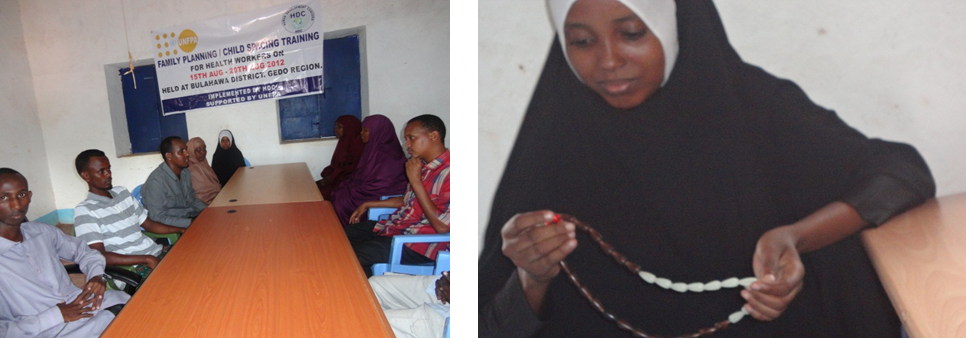 HDC
UNFPA
FAMILY PLANNING / CHILD SPACING TRAINING
FOR HEALTH WORKERS ON
15TH AUG - 20TH AUG 2012
HELD AT BULAHAWA DISTRICT. GEDO REGION.
IMPLEMENTED BY HDC
SUPPORTED BY UNFPA